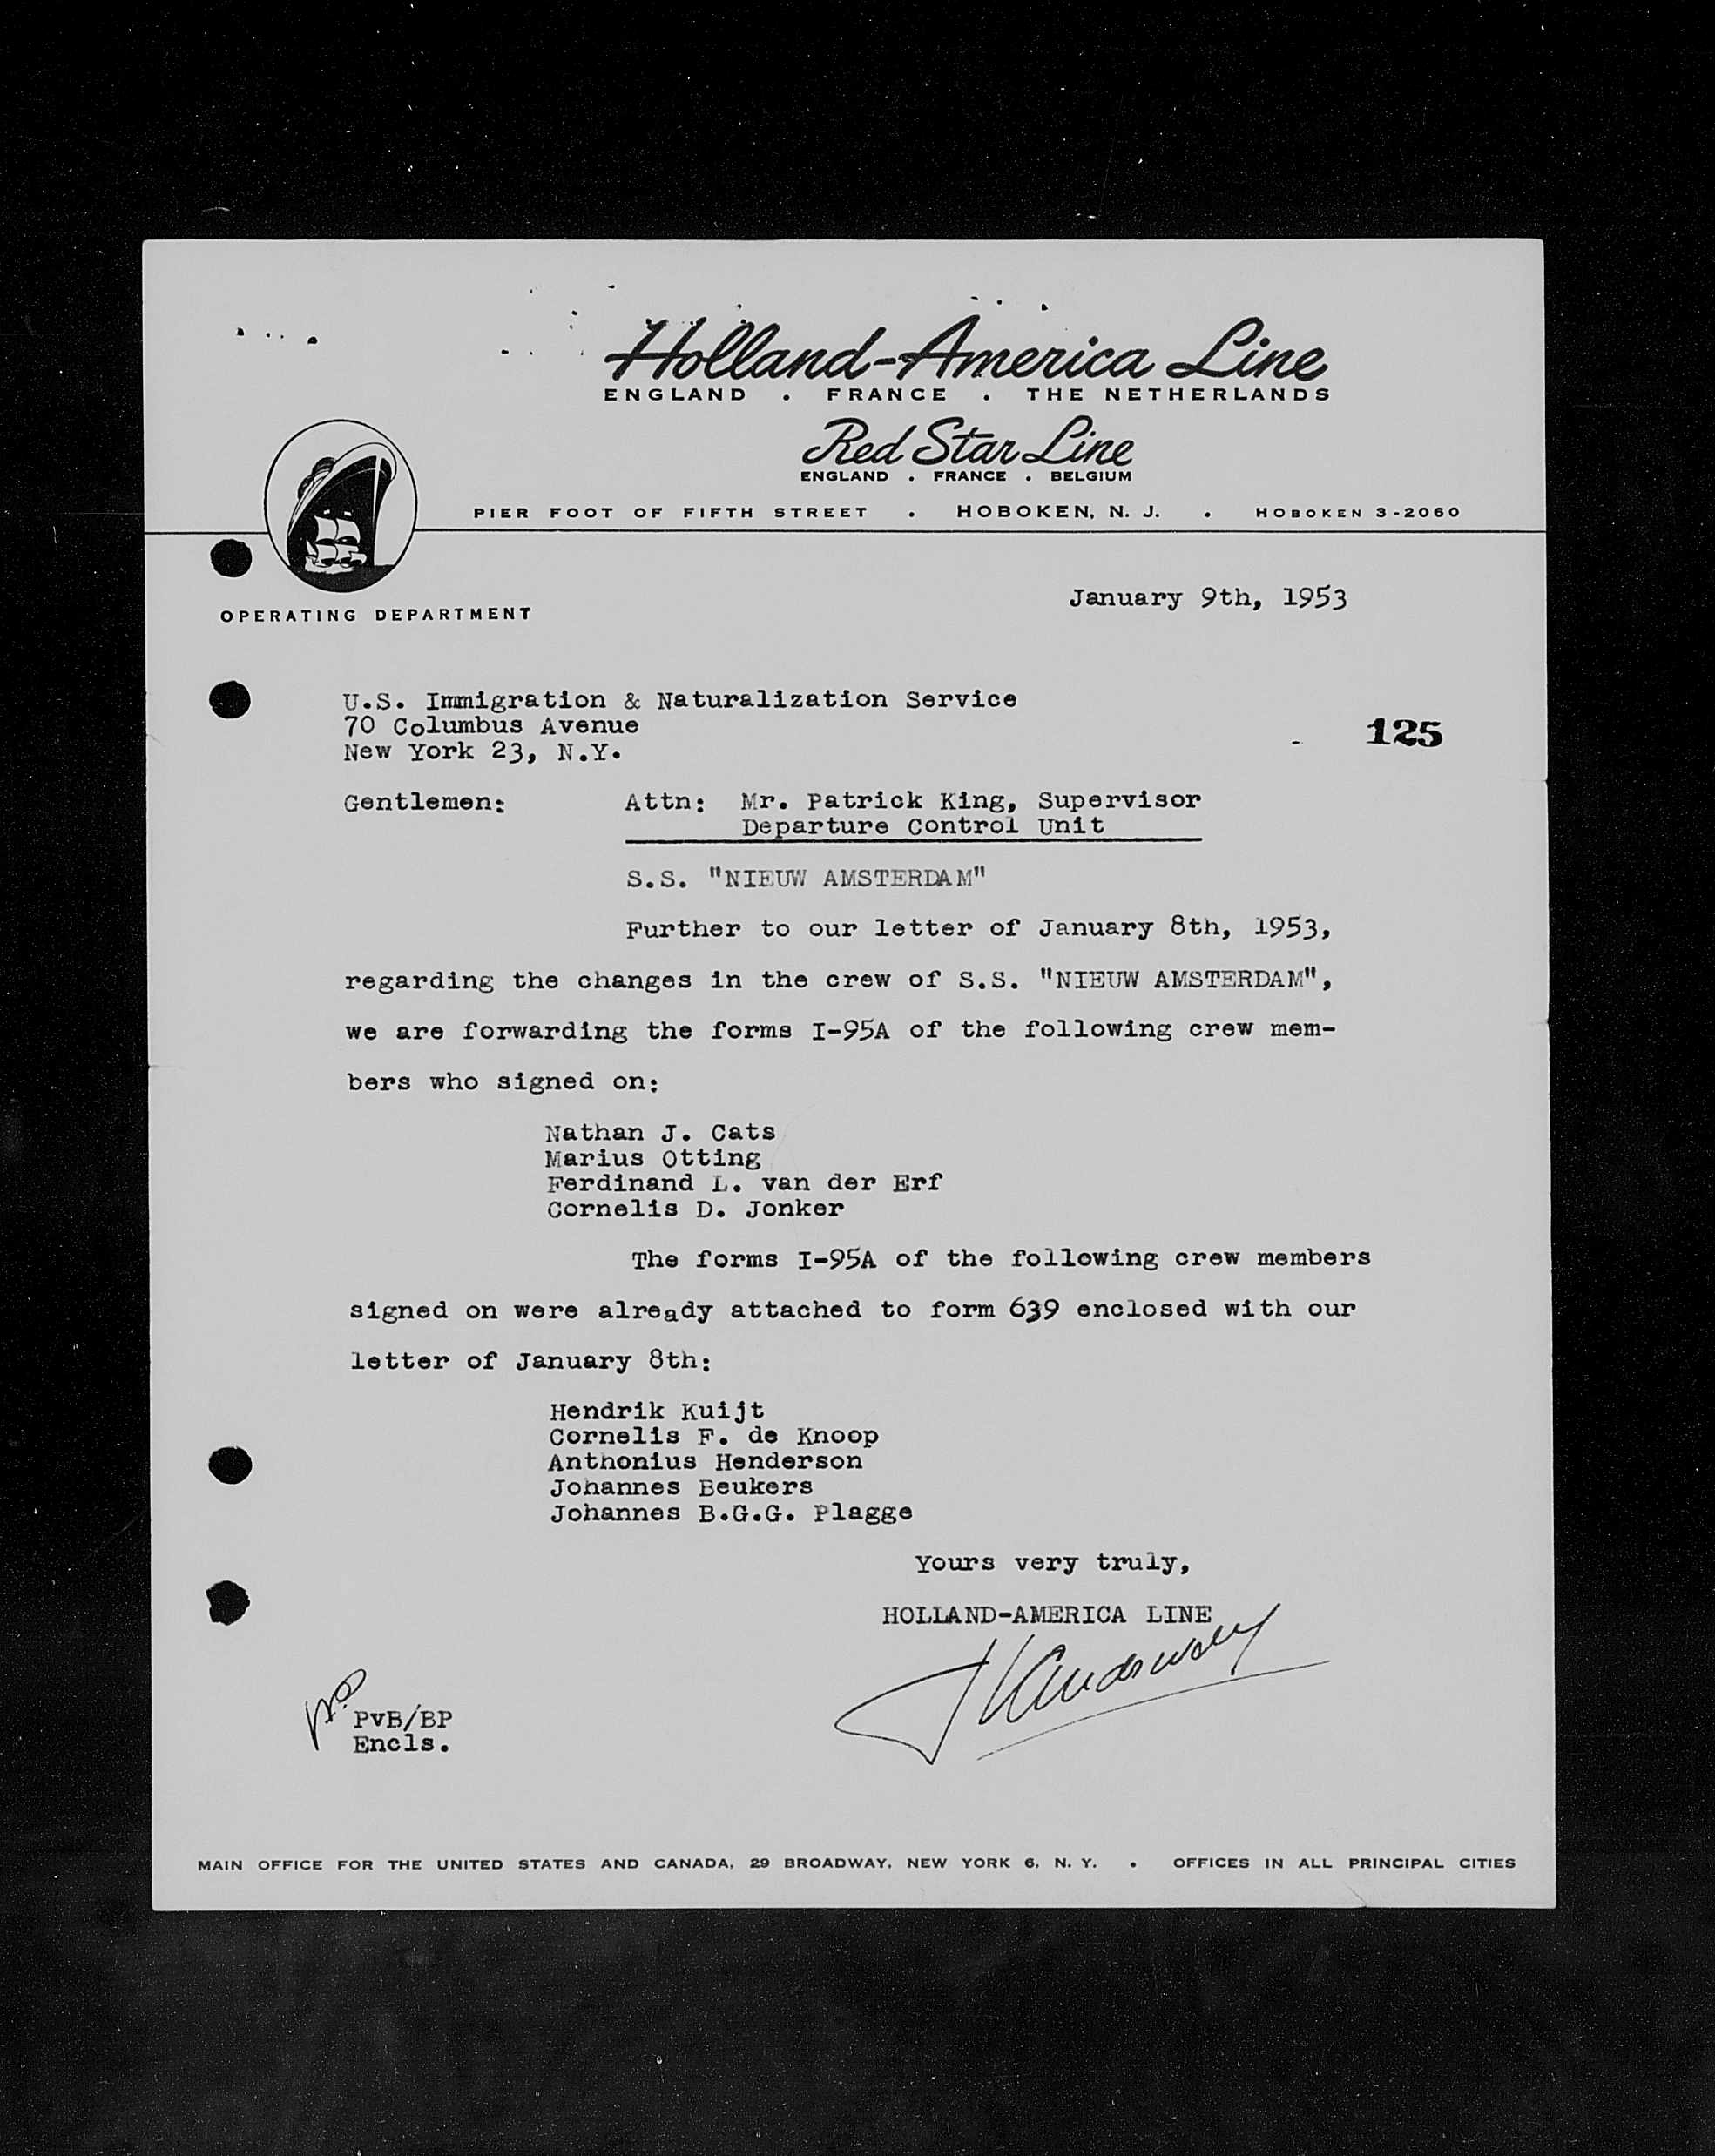 Holland-America Line
ENGLAND . FRANCE . THE NETHERLANDS
Red Star Line
ENGLAND . FRANCE . BELGIUM
PIER FOOT OF FIFTH STREET . HOBOKEN, N. J. . HOBOKEN 3-2060
OPERATING DEPARTMENT
January 9th, 1953
U.S. Immigration & Naturalization Service
70 Columbus Avenue
New York 23, N.Y.
125
Gentlemen: Attn: Mr. Patrick King, Supervisor
Departure Control Unit
S.S. "NIEUW AMSTERDAM"
Further to our letter of January 8th, 1953,
regarding the changes in the crew of S.S. "NIEUW AMSTERDAM",
we are forwarding the forms I-95A of the following crew mem-
bers who signed on:
Nathan J. Cats
Marius Otting
Ferdinand L. van der Erf
Cornelis D. Jonker
The forms I-95A of the following crew members
signed on were already attached to form 639 enclosed with our
letter of January 8th:
Hendrik Kuijt
Cornelis F. de Knoop
Anthonius Henderson
Johannes Beukers
Johannes B.G.G. Plagge
Yours very truly,
HOLLAND-AMERICA LINE
PvB/BP
Encls.
MAIN OFFICE FOR THE UNITED STATES AND CANADA, 29 BROADWAY, NEW YORK 6, N. Y. . OFFICES IN ALL PRINCIPAL CITIES